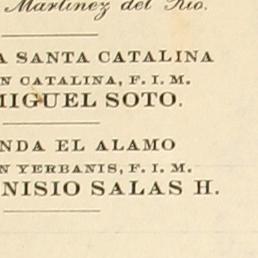 Martinez del Rio.
A SANTA CATALINA
N CATALINA, F. I. M.
MIGUEL SOTO.
NDA EL ALAMO
N YERBANIS, F. I. M.
NISIO SALAS H.